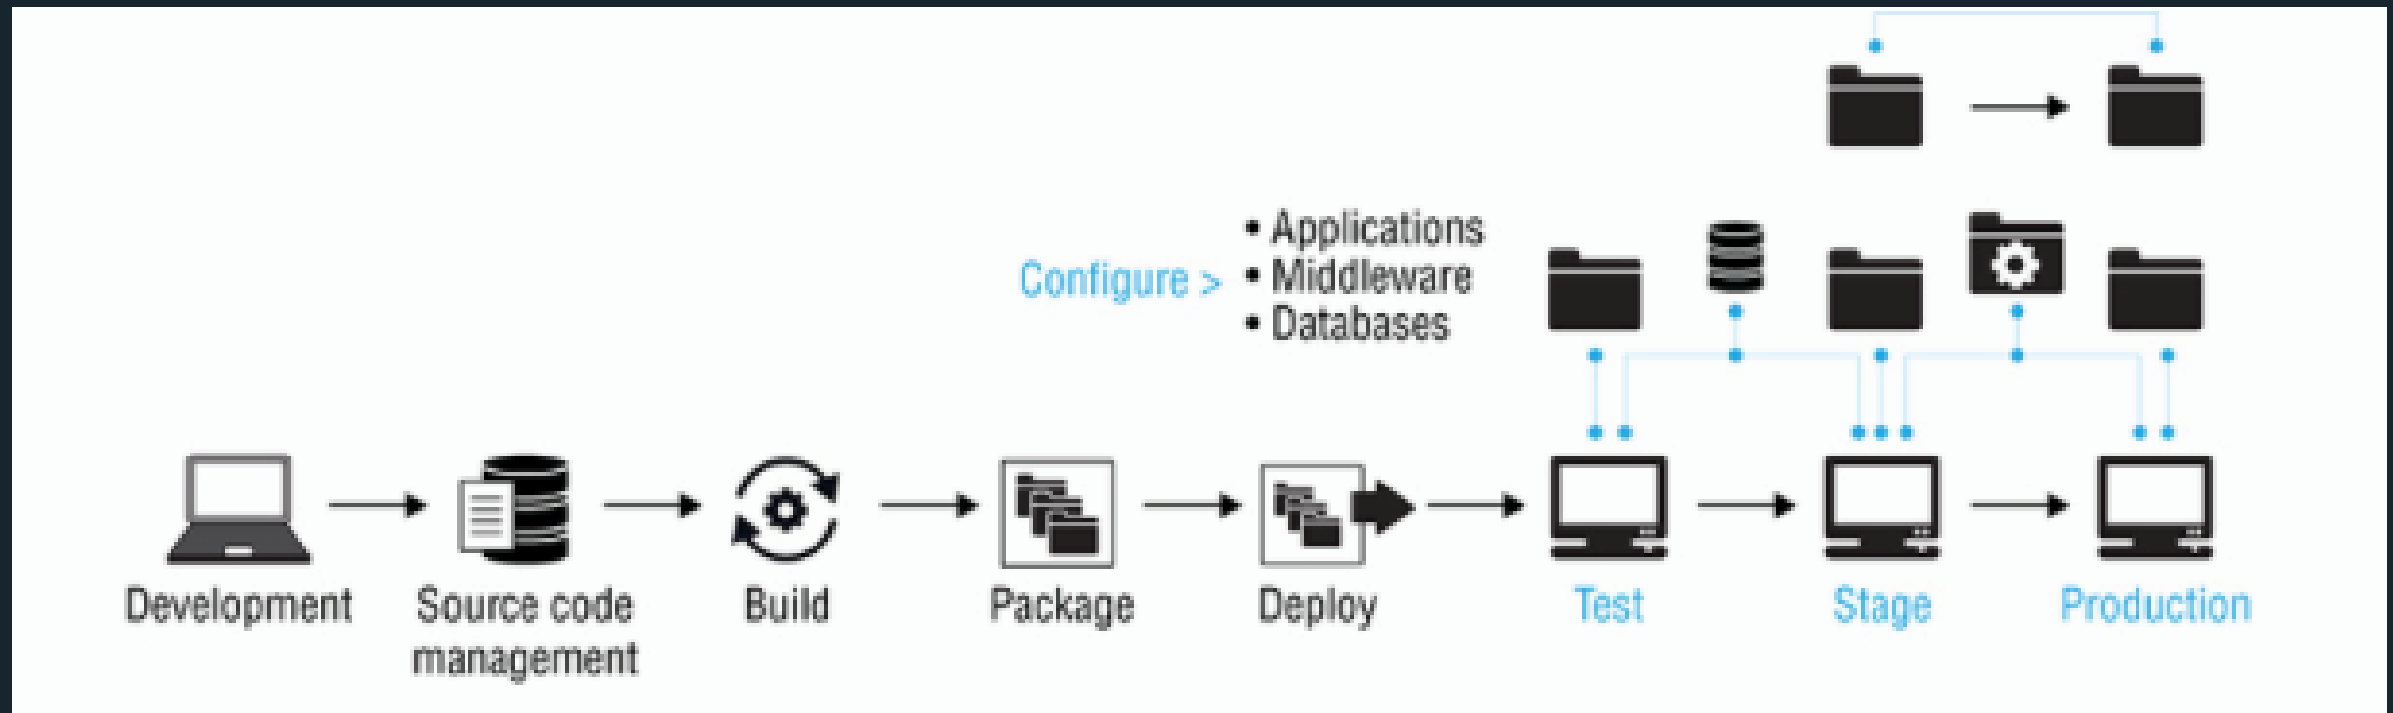 • Applications
Configure > • Middleware
• Databases
Development
Source code
management
Build
Package
Deploy
Test
Stage
Production